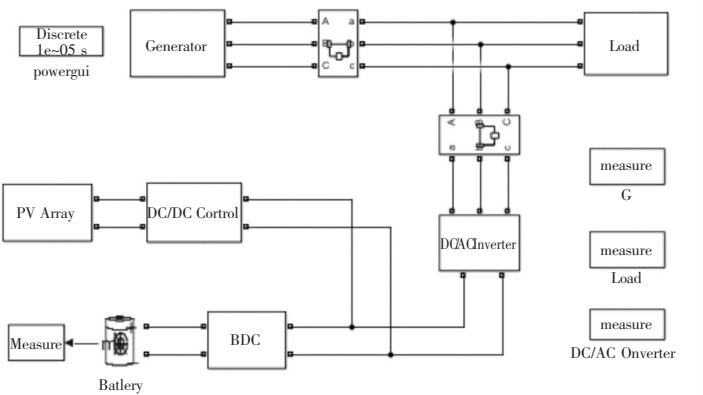 Discrete
1e~05 s
powergui
Generator
A
a
B
b
C
c
Load
A
B
C
a
b
c
measure
G
PV Array
DC/DC Cortrol
DC/ACInverter
measure
Load
Measure
m
BDC
measure
DC/AC Onverter
Batlery